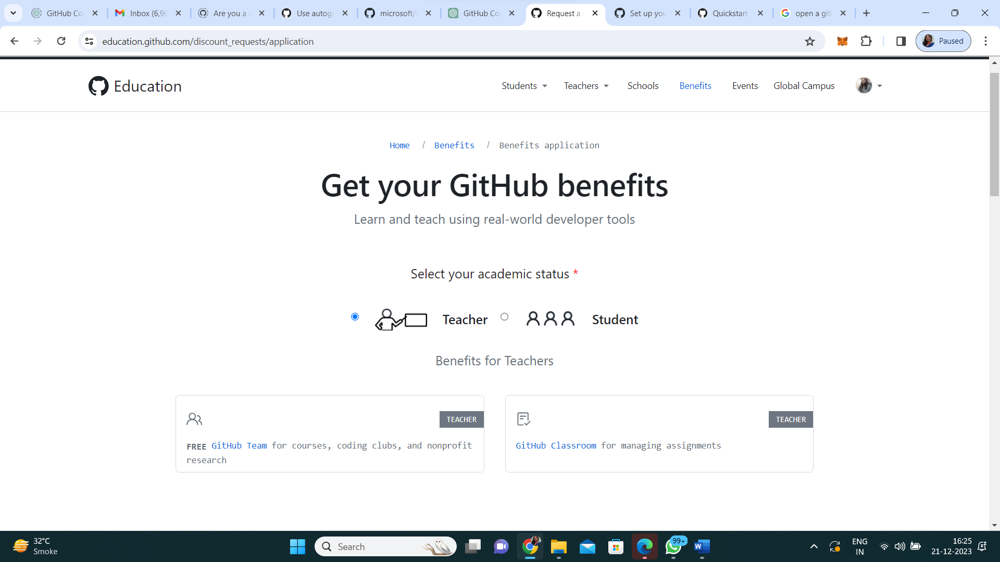 GitHub Co
Inbox (6,96
Are you a s
Use autogr
microsoft/
GitHub Co
Request a
Set up you
Quickstart
open a git
education.github.com/discount_requests/application
Paused
Education
Students
Teachers
Schools
Benefits
Events
Global Campus
Home / Benefits / Benefits application
Get your GitHub benefits
Learn and teach using real-world developer tools
Select your academic status *
Teacher
Student
Benefits for Teachers
TEACHER
FREE GitHub Team for courses, coding clubs, and nonprofit
research
TEACHER
GitHub Classroom for managing assignments
32°C
Smoke
Search
99+
ENG
IN
16:25
21-12-2023